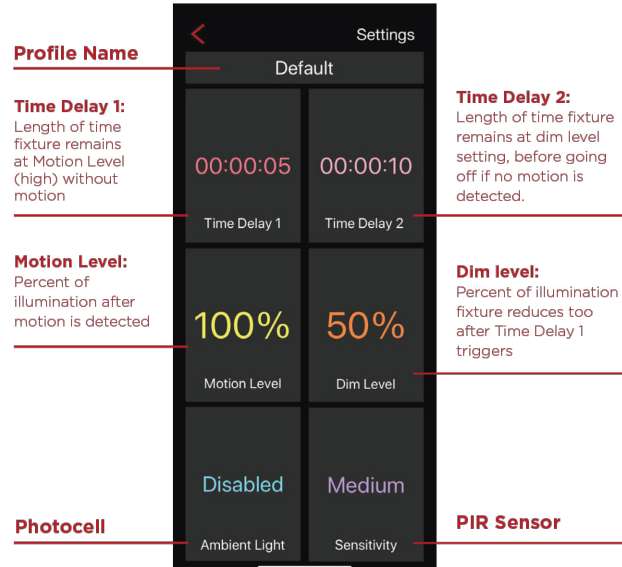 Settings
Profile Name
Default
Time Delay 1:
Length of time
fixture remains
at Motion Level
(high) without
motion
00:00:05
Time Delay 1
00:00:10
Time Delay 2
Time Delay 2:
Length of time fixture
remains at dim level
setting, before going
off if no motion is
detected.
Motion Level:
Percent of
illumination after
motion is detected
100%
Motion Level
50%
Dim Level
Dim level:
Percent of illumination
fixture reduces too
after Time Delay 1
triggers
Photocell
Disabled
Ambient Light
Medium
Sensitivity
PIR Sensor